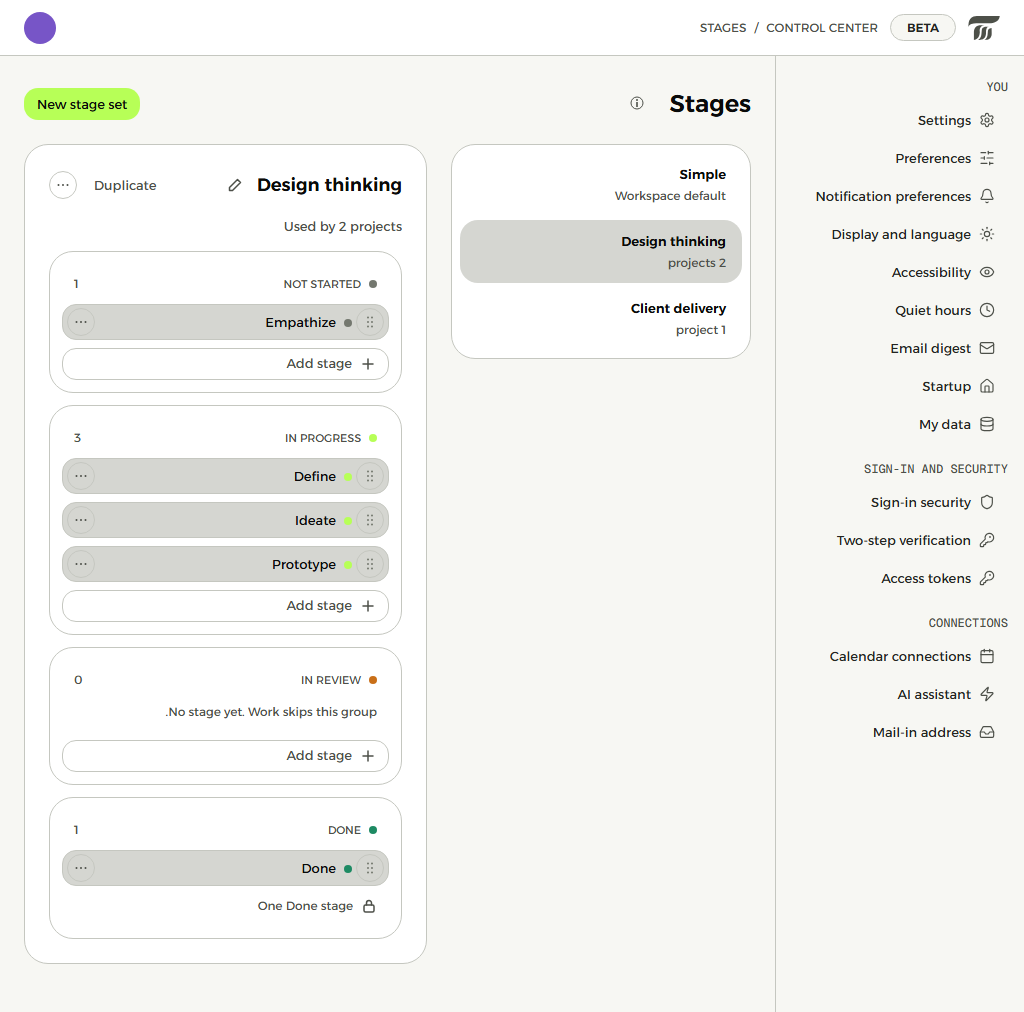 STAGES / CONTROL CENTER
BETA
YOU
Settings
Preferences
Notification preferences
Display and language
Accessibility
Quiet hours
Email digest
Startup
My data
SIGN-IN AND SECURITY
Sign-in security
Two-step verification
Access tokens
CONNECTIONS
Calendar connections
AI assistant
Mail-in address
Stages
New stage set
Simple
Workspace default
Design thinking
projects 2
Client delivery
project 1
Design thinking
Duplicate
Used by 2 projects
NOT STARTED 1
Empathize
Add stage
IN PROGRESS 3
Define
Ideate
Prototype
Add stage
IN REVIEW 0
.No stage yet. Work skips this group
Add stage
DONE 1
Done
One Done stage